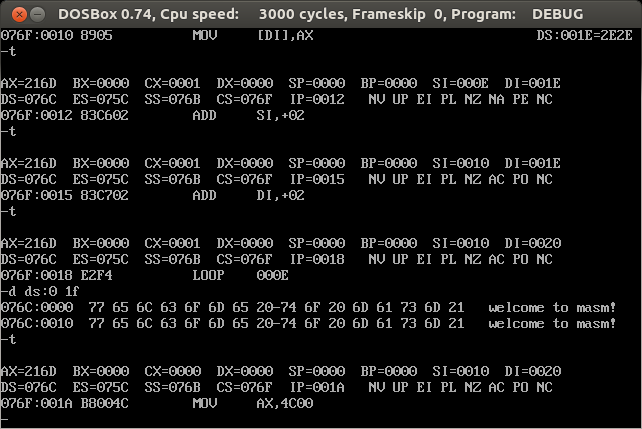 DOSBox 0.74, Cpu speed:     3000 cycles, Frameskip  0, Program:    DEBUG
076F:0010 8905          MOV     [DI],AX                            DS:001E=2E2E
-t
AX=216D  BX=0000  CX=0001  DX=0000  SP=0000  BP=0000  SI=000E  DI=001E
DS=076C  ES=075C  SS=076B  CS=076F  IP=0012   NV UP EI PL NZ NA PE NC
076F:0012 83C602        ADD     SI,+02
-t
AX=216D  BX=0000  CX=0001  DX=0000  SP=0000  BP=0000  SI=0010  DI=001E
DS=076C  ES=075C  SS=076B  CS=076F  IP=0015   NV UP EI PL NZ AC PO NC
076F:0015 83C702        ADD     DI,+02
-t
AX=216D  BX=0000  CX=0001  DX=0000  SP=0000  BP=0000  SI=0010  DI=0020
DS=076C  ES=075C  SS=076B  CS=076F  IP=0018   NV UP EI PL NZ AC PO NC
076F:0018 E2F4          LOOP    000E
-d ds:0 1f
076C:0000  77 65 6C 63 6F 6D 65 20-74 6F 20 6D 61 73 6D 21   welcome to masm!
076C:0010  77 65 6C 63 6F 6D 65 20-74 6F 20 6D 61 73 6D 21   welcome to masm!
-t
AX=216D  BX=0000  CX=0000  DX=0000  SP=0000  BP=0000  SI=0010  DI=0020
DS=076C  ES=075C  SS=076B  CS=076F  IP=001A   NV UP EI PL NZ AC PO NC
076F:001A B8004C        MOV     AX,4C00
-